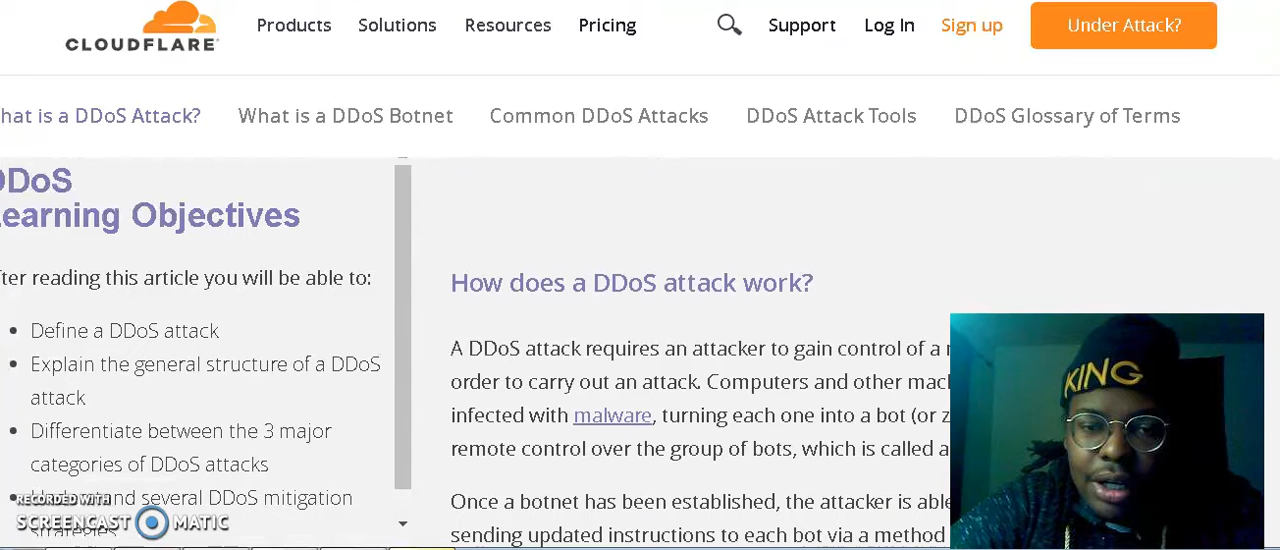 CLOUDFLARE
Products Solutions Resources Pricing Support Log In Sign up Under Attack?
hat is a DDoS Attack? What is a DDoS Botnet Common DDoS Attacks DDoS Attack Tools DDoS Glossary of Terms
DDoS
Learning Objectives
fter reading this article you will be able to:
Define a DDoS attack
Explain the general structure of a DDoS
attack
Differentiate between the 3 major
categories of DDoS attacks
and several DDoS mitigation
strategies
RECORDED WITH
SCREENCAST MATIC
How does a DDoS attack work?
A DDoS attack requires an attacker to gain control of a
order to carry out an attack. Computers and other mac
infected with malware, turning each one into a bot (or z
remote control over the group of bots, which is called a
Once a botnet has been established, the attacker is able
sending updated instructions to each bot via a method
KING